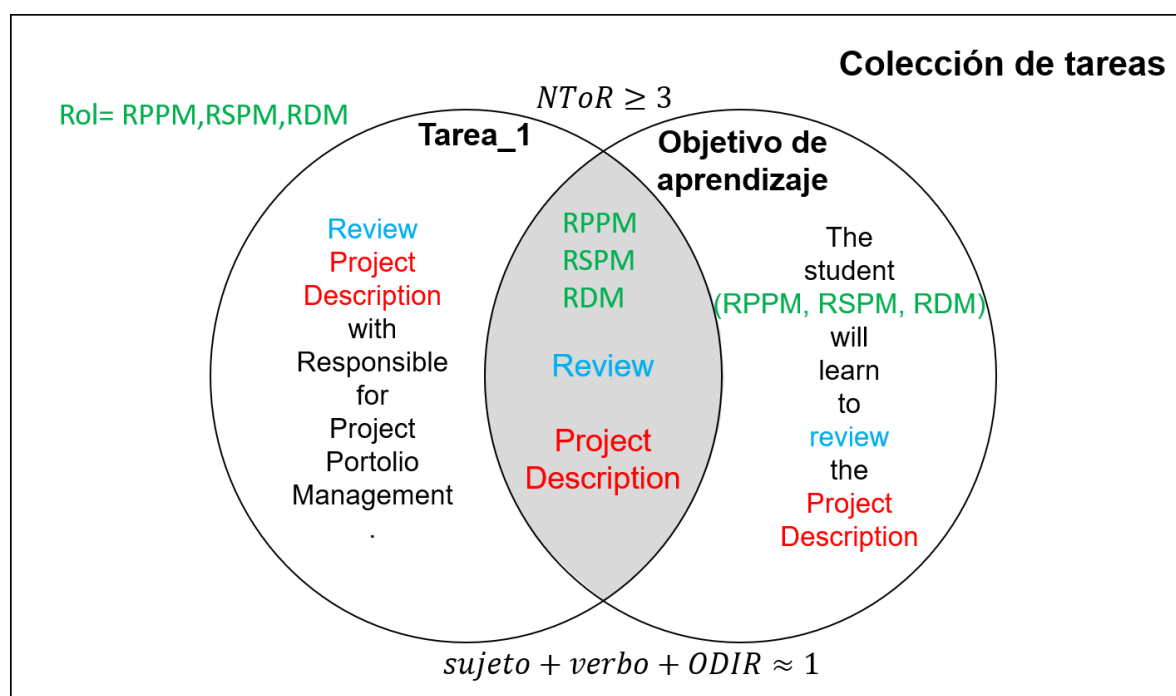 Colección de tareas
NToR ≥ 3
Rol= RPPM,RSPM,RDM
Tarea_1
Objetivo de
aprendizaje
Review
Project
Description
with
Responsible
for
Project
Portolio
Management
.
RPPM
RSPM
RDM
Review
Project
Description
The
student
(RPPM, RSPM, RDM)
will
learn
to
review
the
Project
Description
sujeto + verbo + ODIR ≈ 1